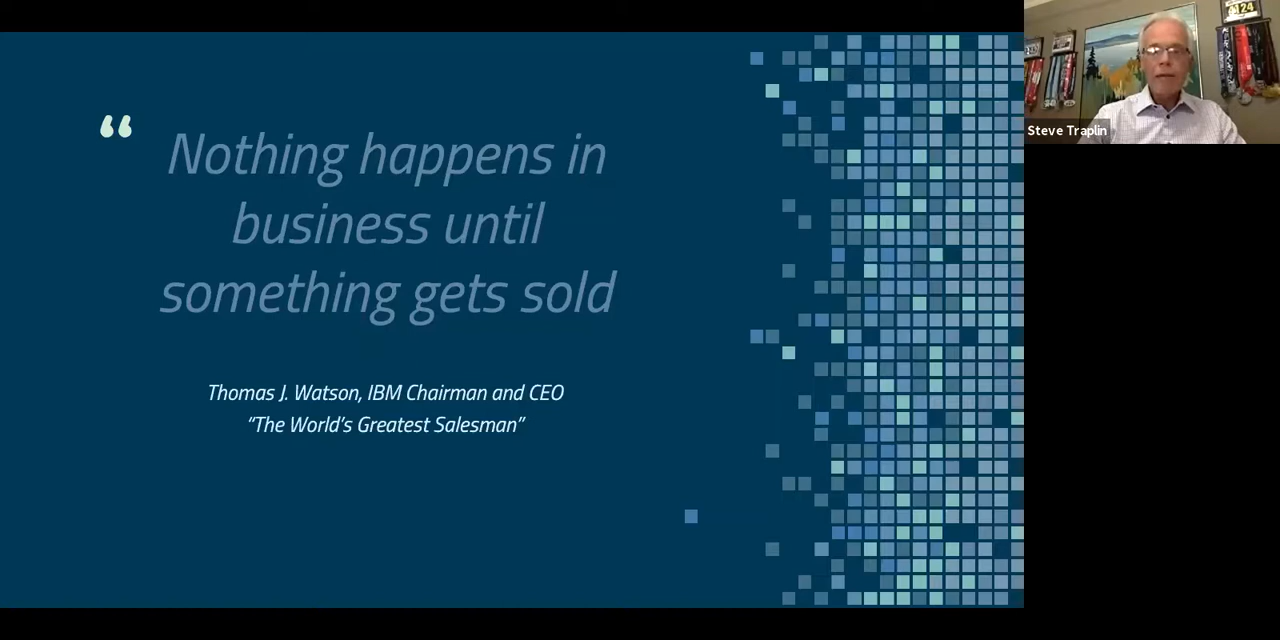 “
Nothing happens in
business until
something gets sold
Thomas J. Watson, IBM Chairman and CEO
“The World’s Greatest Salesman”
Steve Traplin
124